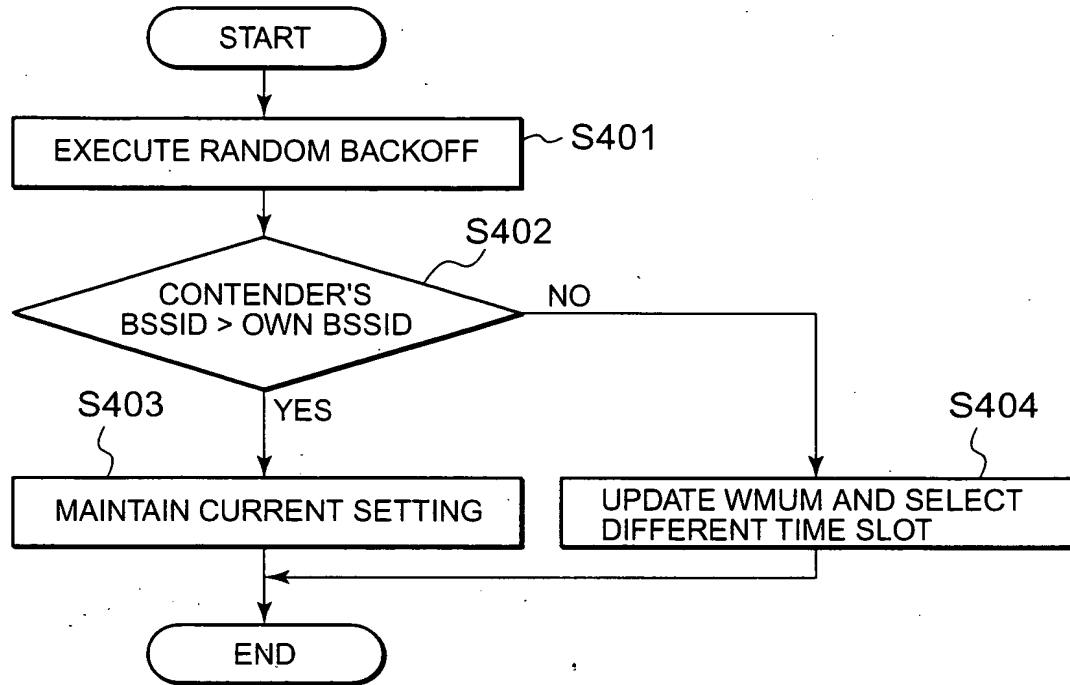 START
EXECUTE RANDOM BACKOFF
S401
S402
CONTENDER'S
BSSID > OWN BSSID
NO
YES
S403
S404
MAINTAIN CURRENT SETTING
UPDATE WMUM AND SELECT
DIFFERENT TIME SLOT
END